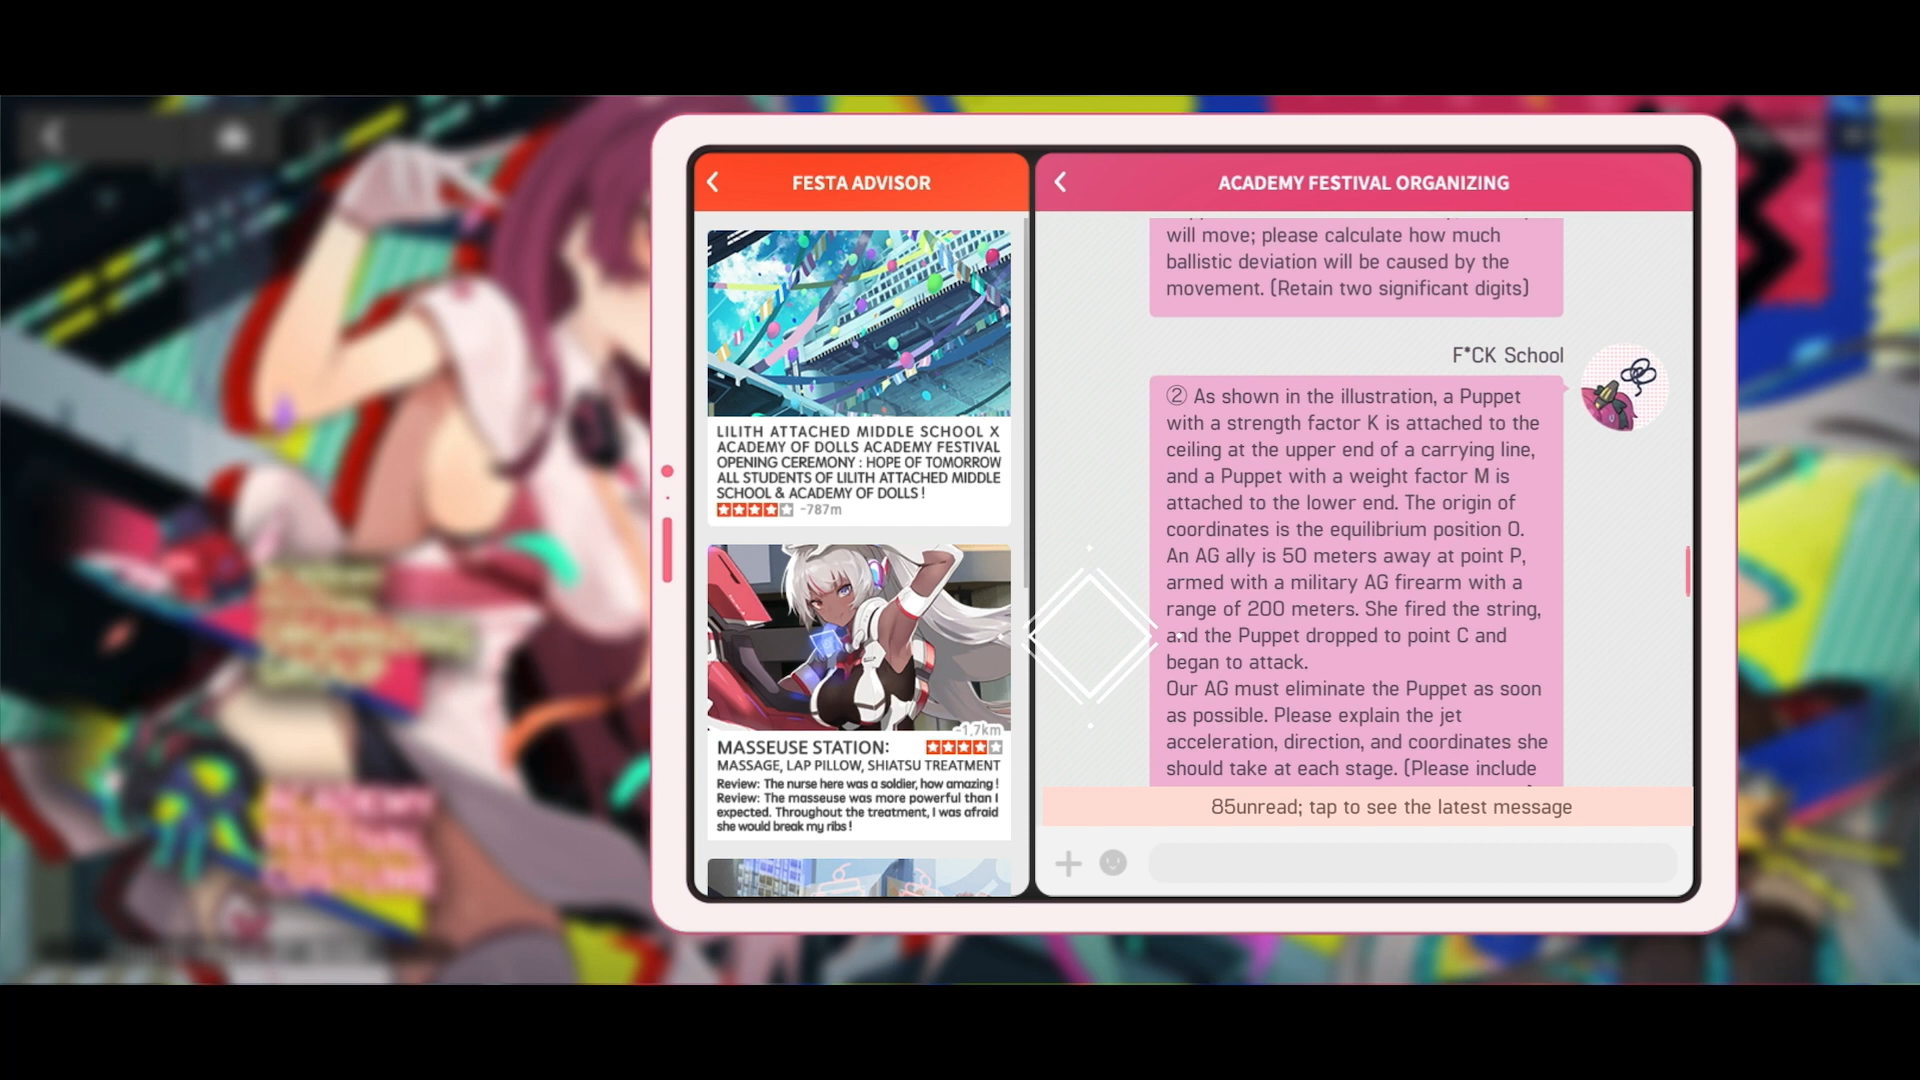 FESTA ADVISOR
LILITH ATTACHED MIDDLE SCHOOL X
ACADEMY OF DOLLS ACADEMY FESTIVAL
OPENING CEREMONY : HOPE OF TOMORROW
ALL STUDENTS OF LILITH ATTACHED MIDDLE
SCHOOL & ACADEMY OF DOLLS !
-787m
-1.7km
MASSEUSE STATION:
MASSAGE, LAP PILLOW, SHIATSU TREATMENT
Review: The nurse here was a soldier, how amazing !
Review: The masseuse was more powerful than I
expected. Throughout the treatment, I was afraid
she would break my ribs !
ACADEMY FESTIVAL ORGANIZING
will move; please calculate how much
ballistic deviation will be caused by the
movement. (Retain two significant digits)
F*CK School
② As shown in the illustration, a Puppet
with a strength factor K is attached to the
ceiling at the upper end of a carrying line,
and a Puppet with a weight factor M is
attached to the lower end. The origin of
coordinates is the equilibrium position O.
An AG ally is 50 meters away at point P,
armed with a military AG firearm with a
range of 200 meters. She fired the string,
and the Puppet dropped to point C and
began to attack.
Our AG must eliminate the Puppet as soon
as possible. Please explain the jet
acceleration, direction, and coordinates she
should take at each stage. (Please include
85unread; tap to see the latest message
ACADEMY
FESTIVAL
COSTUME